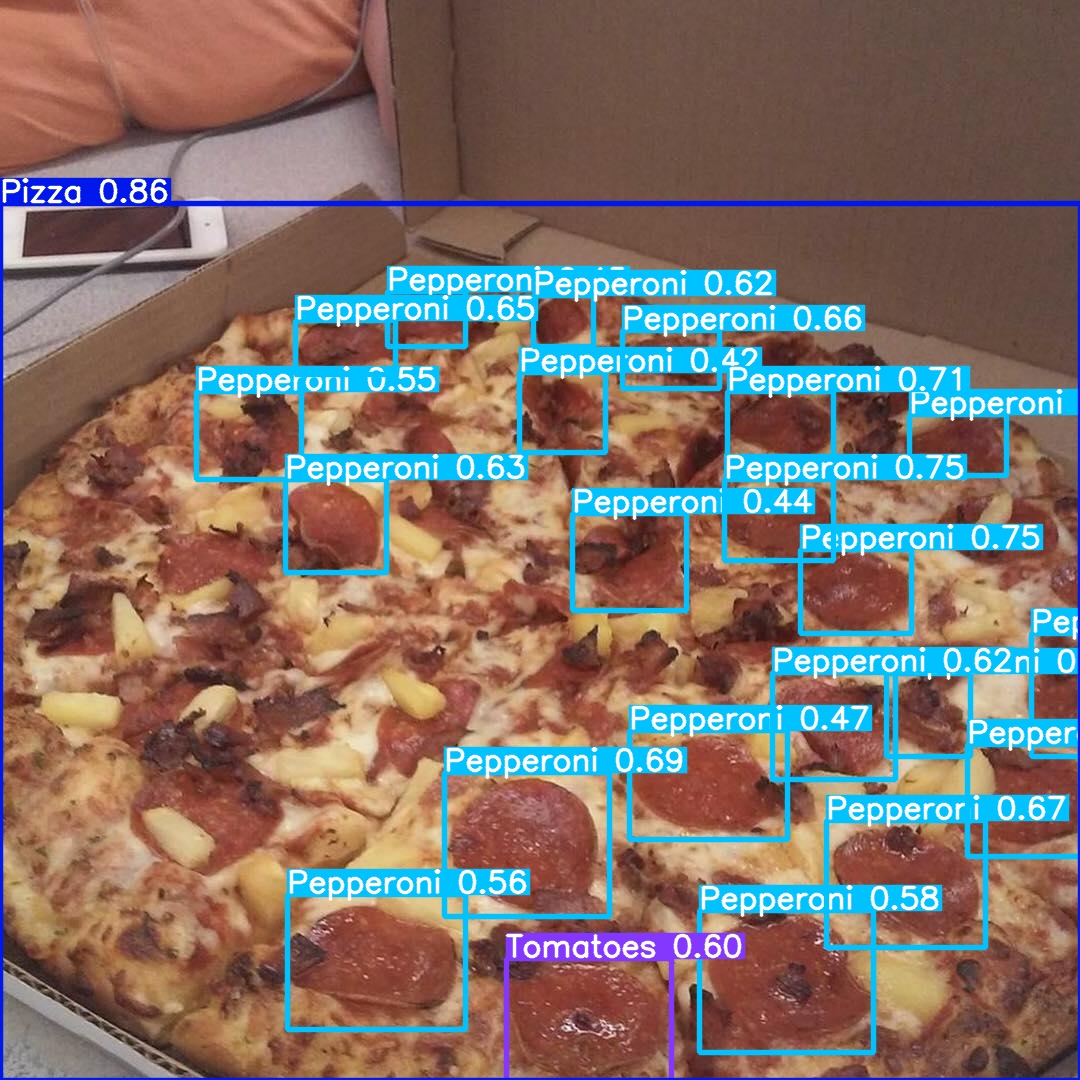 Pizza 0.86
Pepperoni
Pepperoni 0.62
Pepperoni 0.65
Pepperoni 0.66
Pepperoni 0.42
Pepperoni 0.55
Pepperoni 0.71
Pepperoni
Pepperoni 0.63
Pepperoni 0.75
Pepperoni 0.44
Pepperoni 0.75
Pepperoni 0.62
Pepperoni 0.47
Pepperoni 0.69
Pepperoni 0.67
Pepperoni 0.56
Pepperoni 0.58
Tomatoes 0.60